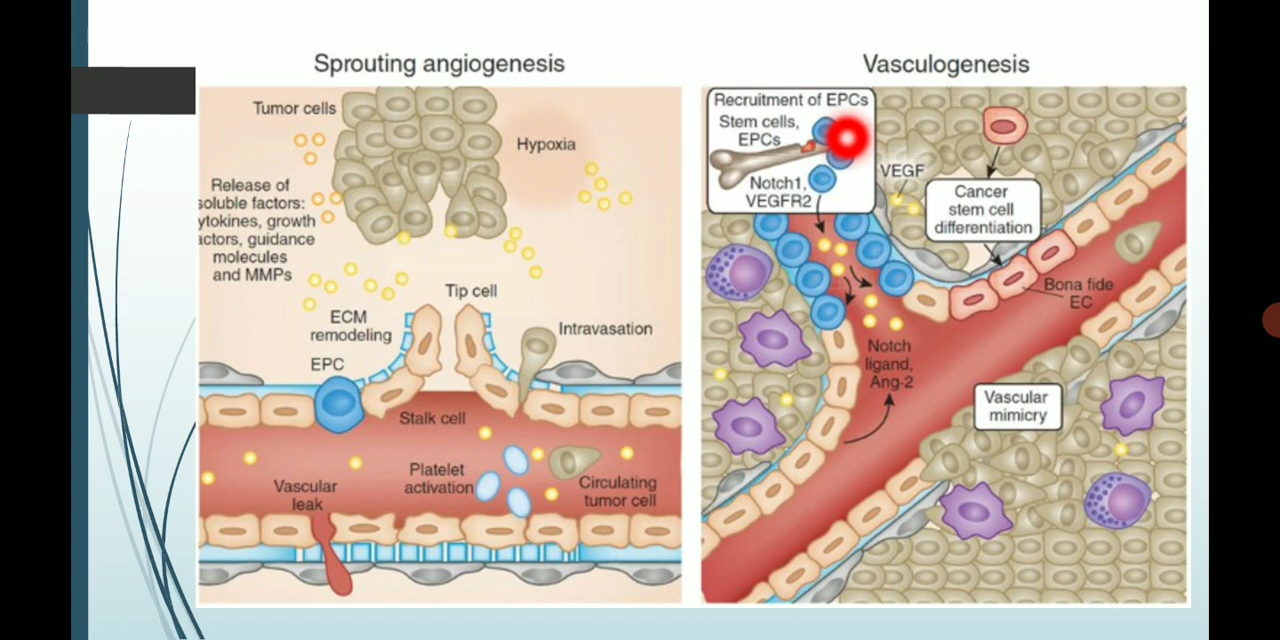 Sprouting angiogenesis
Tumor cells
Hypoxia
Release of
soluble factors:
ytokines, growth
actors, guidance
molecules
and MMPs
Tip cell
ECM
remodeling
Intravasation
EPC
Stalk cell
Platelet
activation
Circulating
tumor cell
Vascular
leak
Vasculogenesis
Recruitment of EPCs
Stem cells,
EPCs
Notch1,
VEGFR2
VEGF
Cancer
stem cell
differentiation
Bona fide
EC
Notch
ligand,
Ang-2
Vascular
mimicry